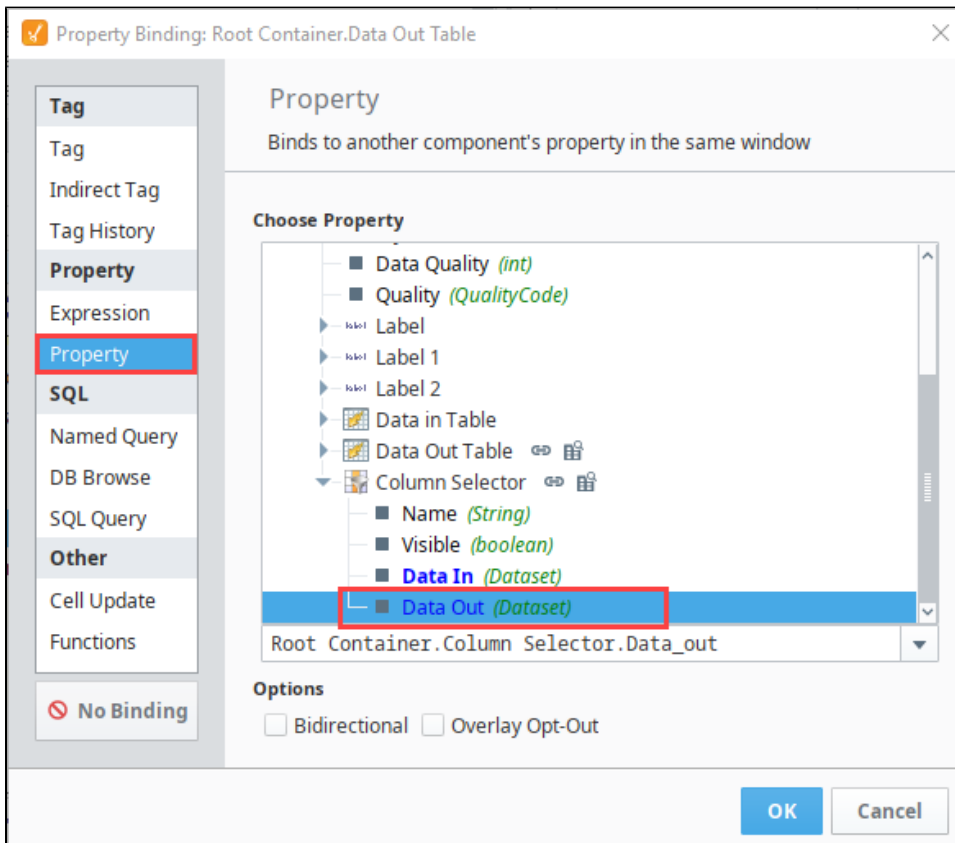 Property Binding: Root Container.Data Out Table
Tag
Tag
Indirect Tag
Tag History
Property
Expression
Property
SQL
Named Query
DB Browse
SQL Query
Other
Cell Update
Functions
No Binding
Property
Binds to another component's property in the same window
Choose Property
Data Quality (int)
Quality (QualityCode)
label Label
label Label 1
label Label 2
Data in Table
Data Out Table
Column Selector
Name (String)
Visible (boolean)
Data In (Dataset)
Data Out (Dataset)
Root Container.Column Selector.Data_out
Options
Bidirectional Overlay Opt-Out
OK Cancel